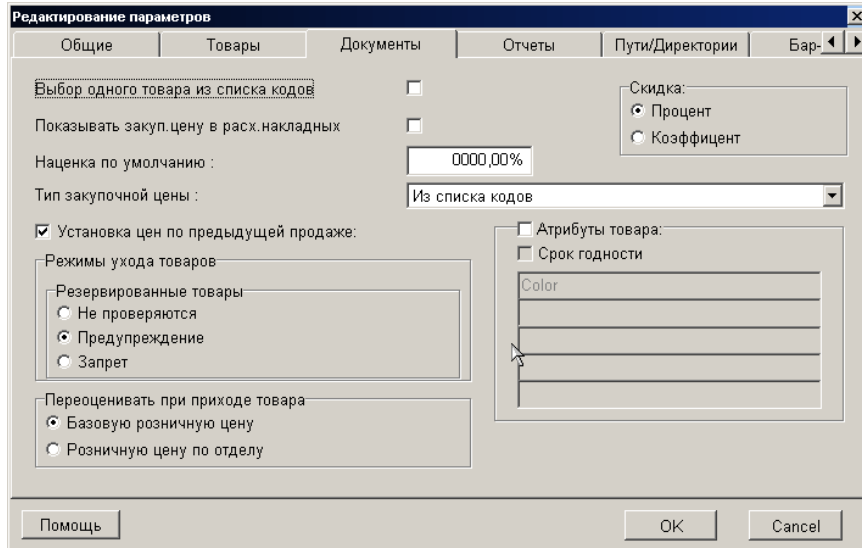 Редактирование параметров
Общие Товары Документы Отчеты Пути/Директории Бар-
Выбор одного товара из списка кодов
Скидка:
Процент
Показывать закуп.цену в расх.накладных
Коэффицент
Наценка по умолчанию : 0000,00%
Тип закупочной цены : Из списка кодов
Установка цен по предыдущей продаже:
Атрибуты товара:
Срок годности
Color
Режимы ухода товаров
Резервированные товары
Не проверяются
Предупреждение
Запрет
Переоценивать при приходе товара
Базовую розничную цену
Розничную цену по отделу
Помощь OK Cancel